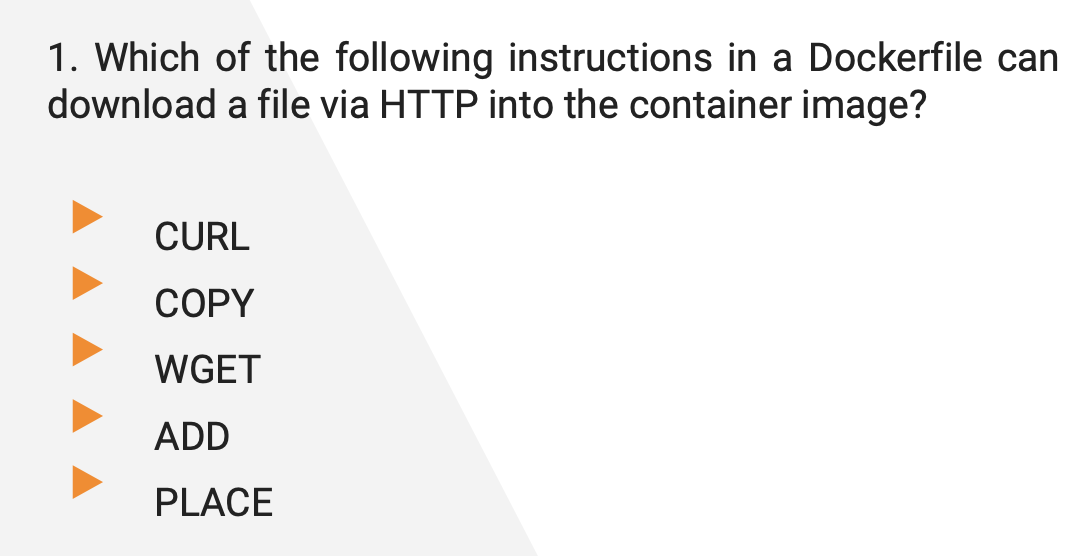 1. Which of the following instructions in a Dockerfile can
download a file via HTTP into the container image?
CURL
COPY
WGET
ADD
PLACE